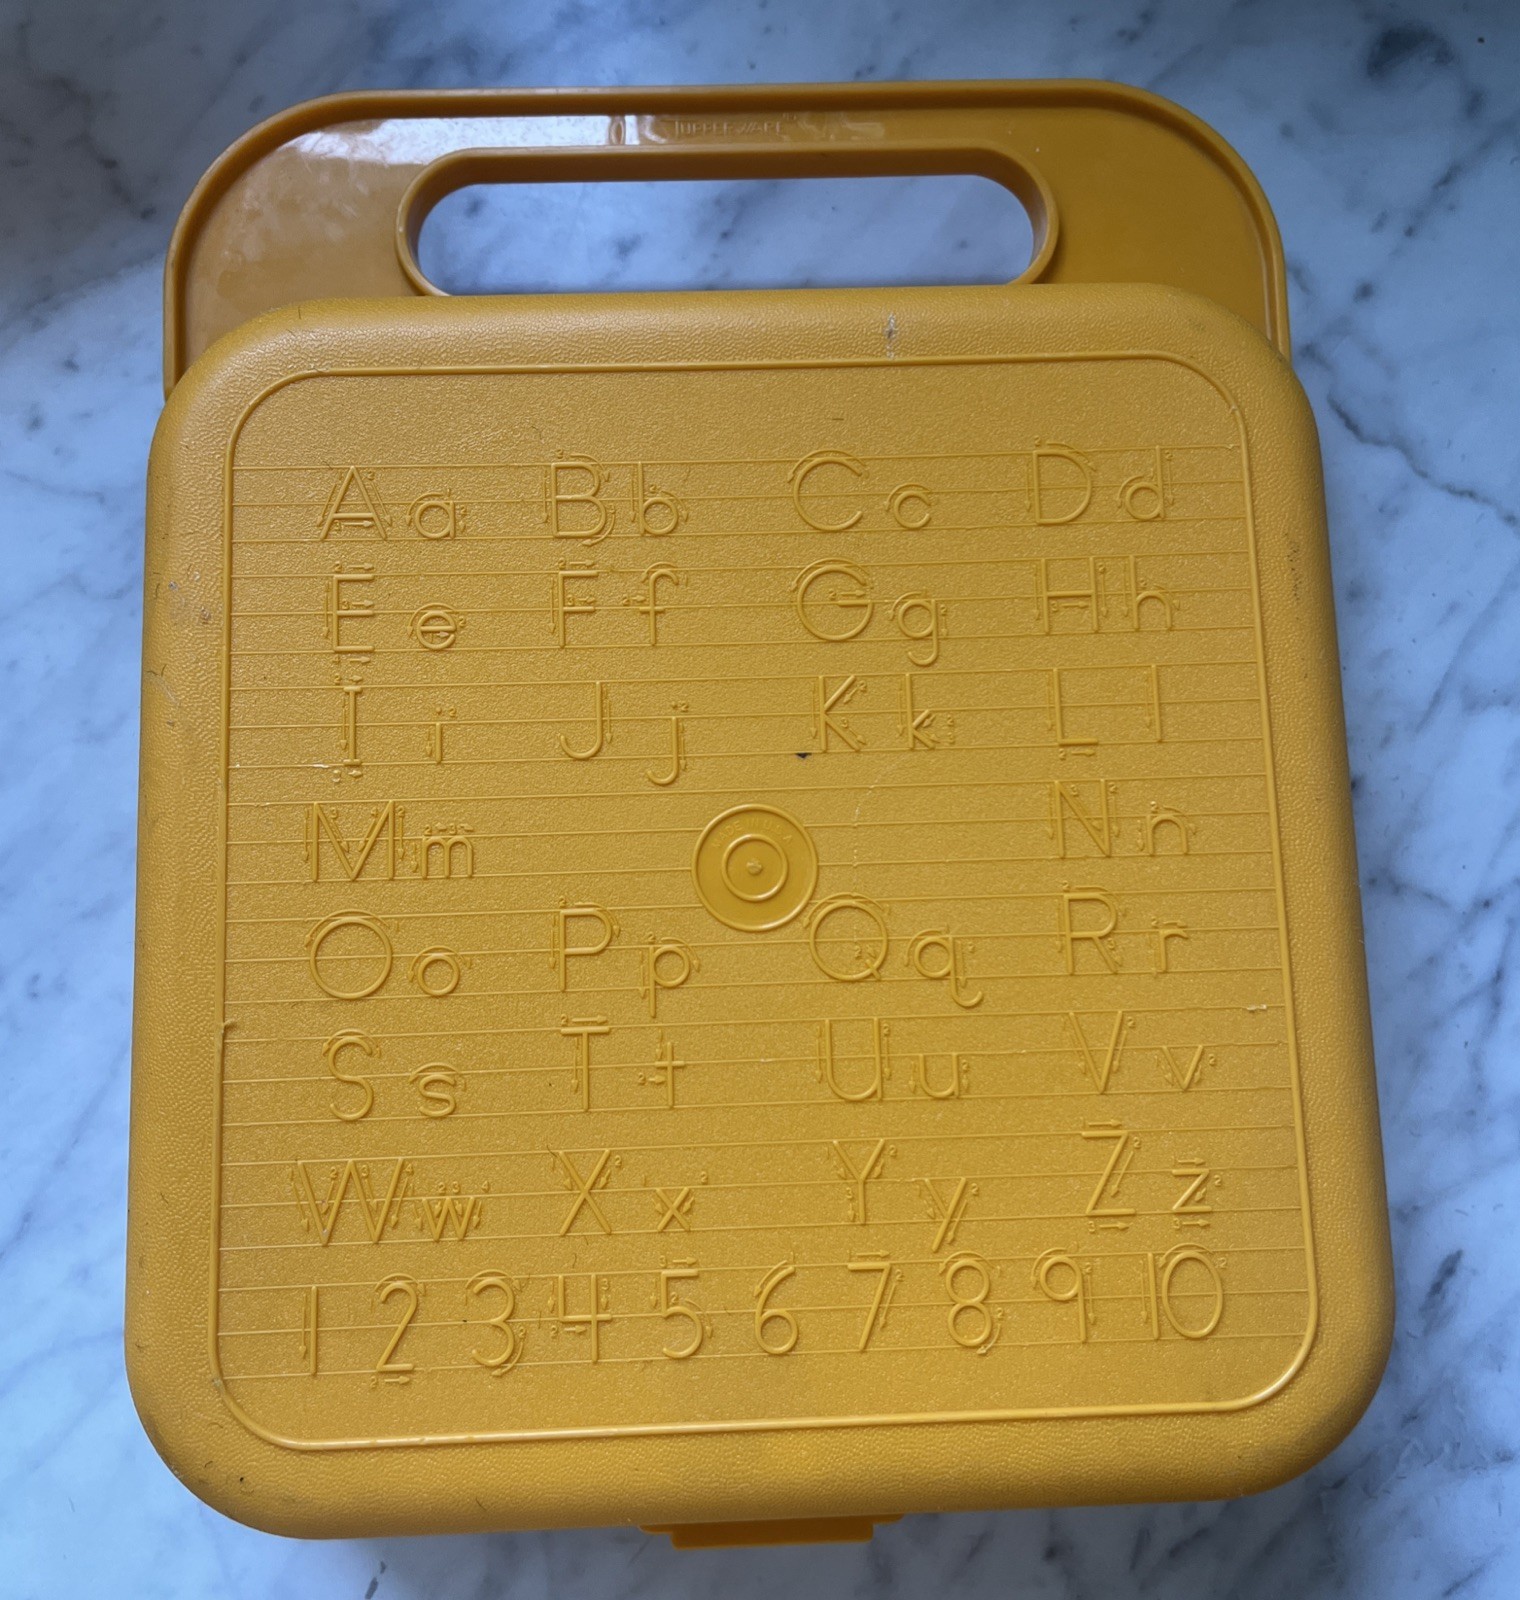 TUPPERWARE
Aa Bb Cc Dd
Ee Ff Gg Hh
Ii Jj Kk Ll
Mm Nn
Oo Pp Qq Rr
Ss Tt Uu Vv
Ww Xx Yy Zz
1 2 3 4 5 6 7 8 9 10